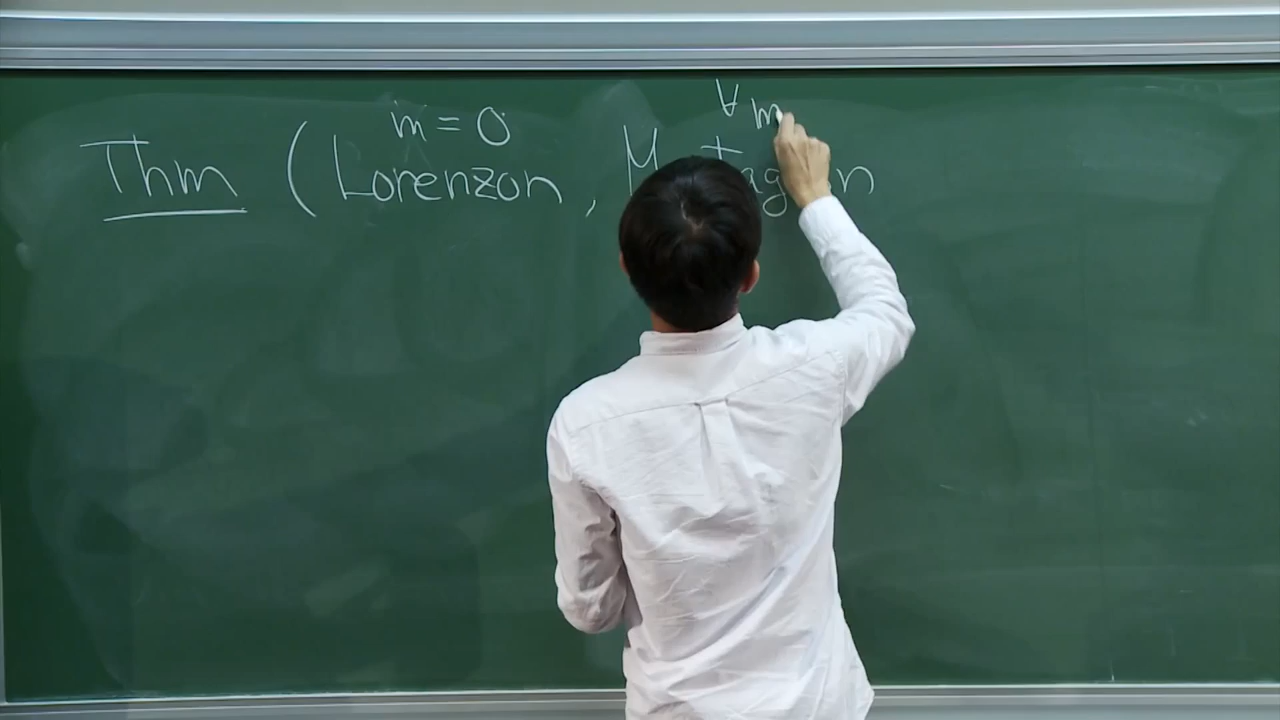 m = 0 ∀ m
Thm (Lorenzon,